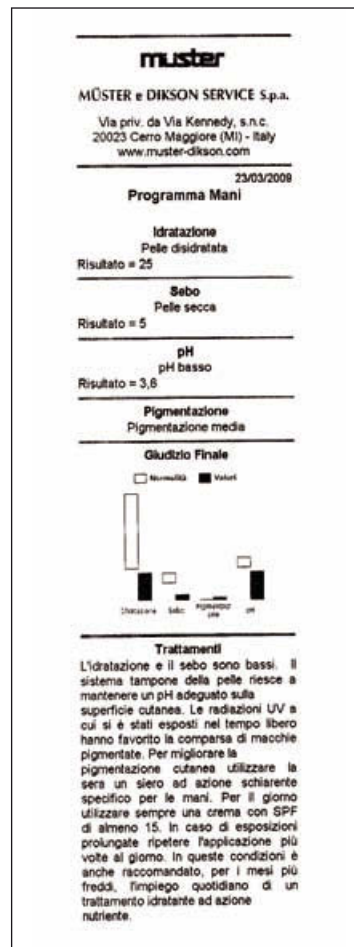 muster
MÜSTER e DIKSON SERVICE S.p.a.
Via priv. da Via Kennedy, s.n.c.
20023 Cerro Maggiore (MI) - Italy
www.muster-dikson.com
23/03/2009
Programma Mani
Idratazione
Pelle disidratata
Risultato = 25
Sebo
Pelle secca
Risultato = 5
pH
pH basso
Risultato = 3,6
Pigmentazione
Pigmentazione media
Giudizio Finale
Normalità Valori
Idratazione Sebo pH
Trattamenti
L'idratazione e il sebo sono bassi. Il
sistema tampone della pelle riesce a
mantenere un pH adeguato sulla
superficie cutanea. Le radiazioni UV a
cui si è stati esposti nel tempo libero
hanno favorito la comparsa di macchie
pigmentate. Per migliorare la
pigmentazione cutanea utilizzare la
sera un siero ad azione schiarente
specifico per le mani. Per il giorno
utilizzare sempre una crema con SPF
di almeno 15. In caso di esposizioni
prolungate ripetere l'applicazione più
volte al giorno. In queste condizioni è
anche raccomandato, per i mesi più
freddi, l'impiego quotidiano di un
trattamento idratante ad azione
nutriente.